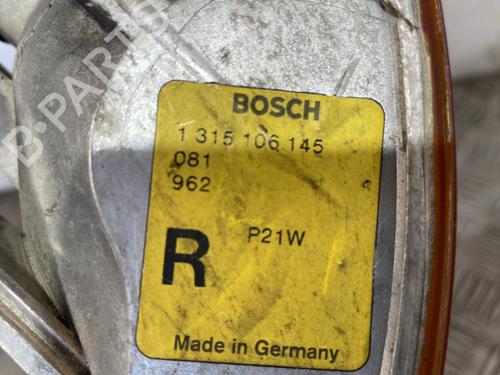 B-PARTS
BOSCH
1 315 106 145
081
962
R
P21W
Made in Germany